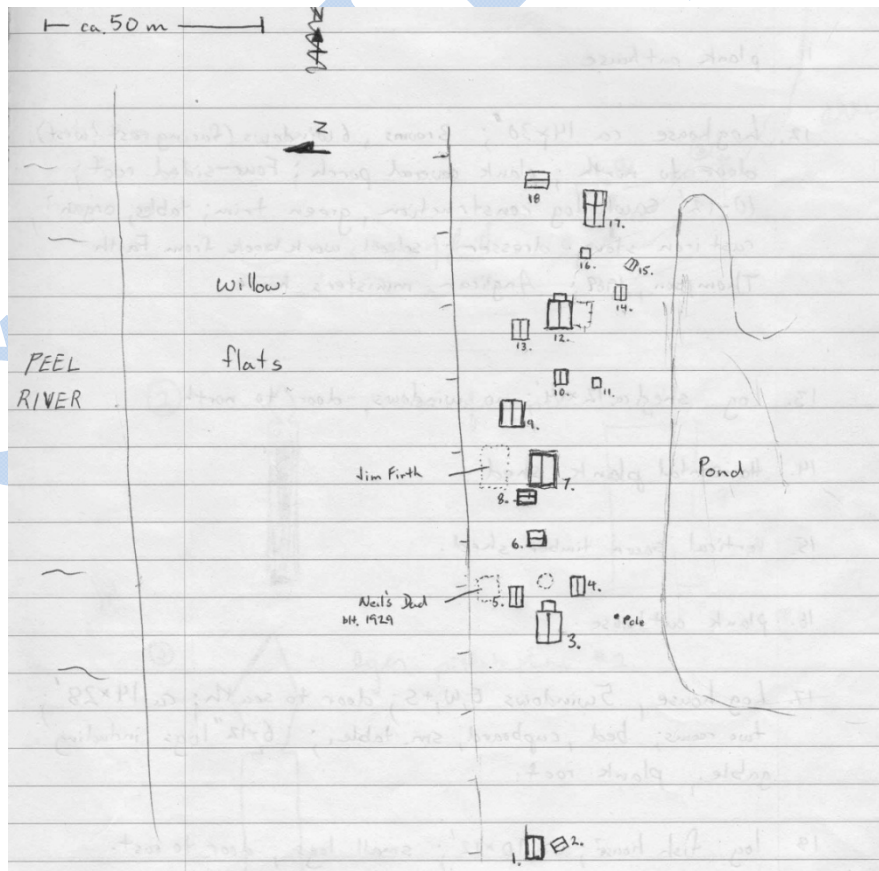 ca. 50 m
N
N
18
17.
16.
15.
14.
willow
12.
13.
flats
PEEL
RIVER
10.
11.
9.
Jim Firth
7.
Pond
8.
6.
4.
Neil's Dad
blt. 1929
5.
Pole
3.
1.
2.